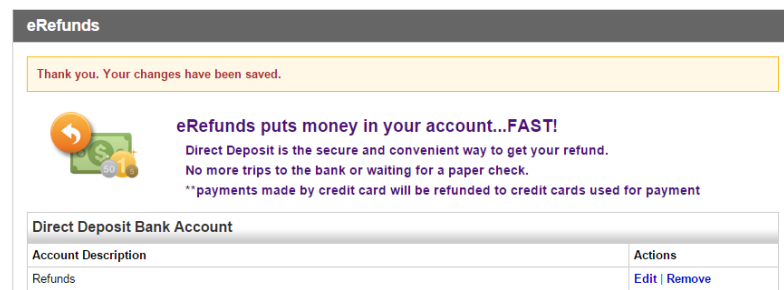 eRefunds
Thank you. Your changes have been saved.
eRefunds puts money in your account...FAST!
Direct Deposit is the secure and convenient way to get your refund.
No more trips to the bank or waiting for a paper check.
**payments made by credit card will be refunded to credit cards used for payment
$
50 1 $
Direct Deposit Bank Account
Account Description Actions
Refunds Edit | Remove